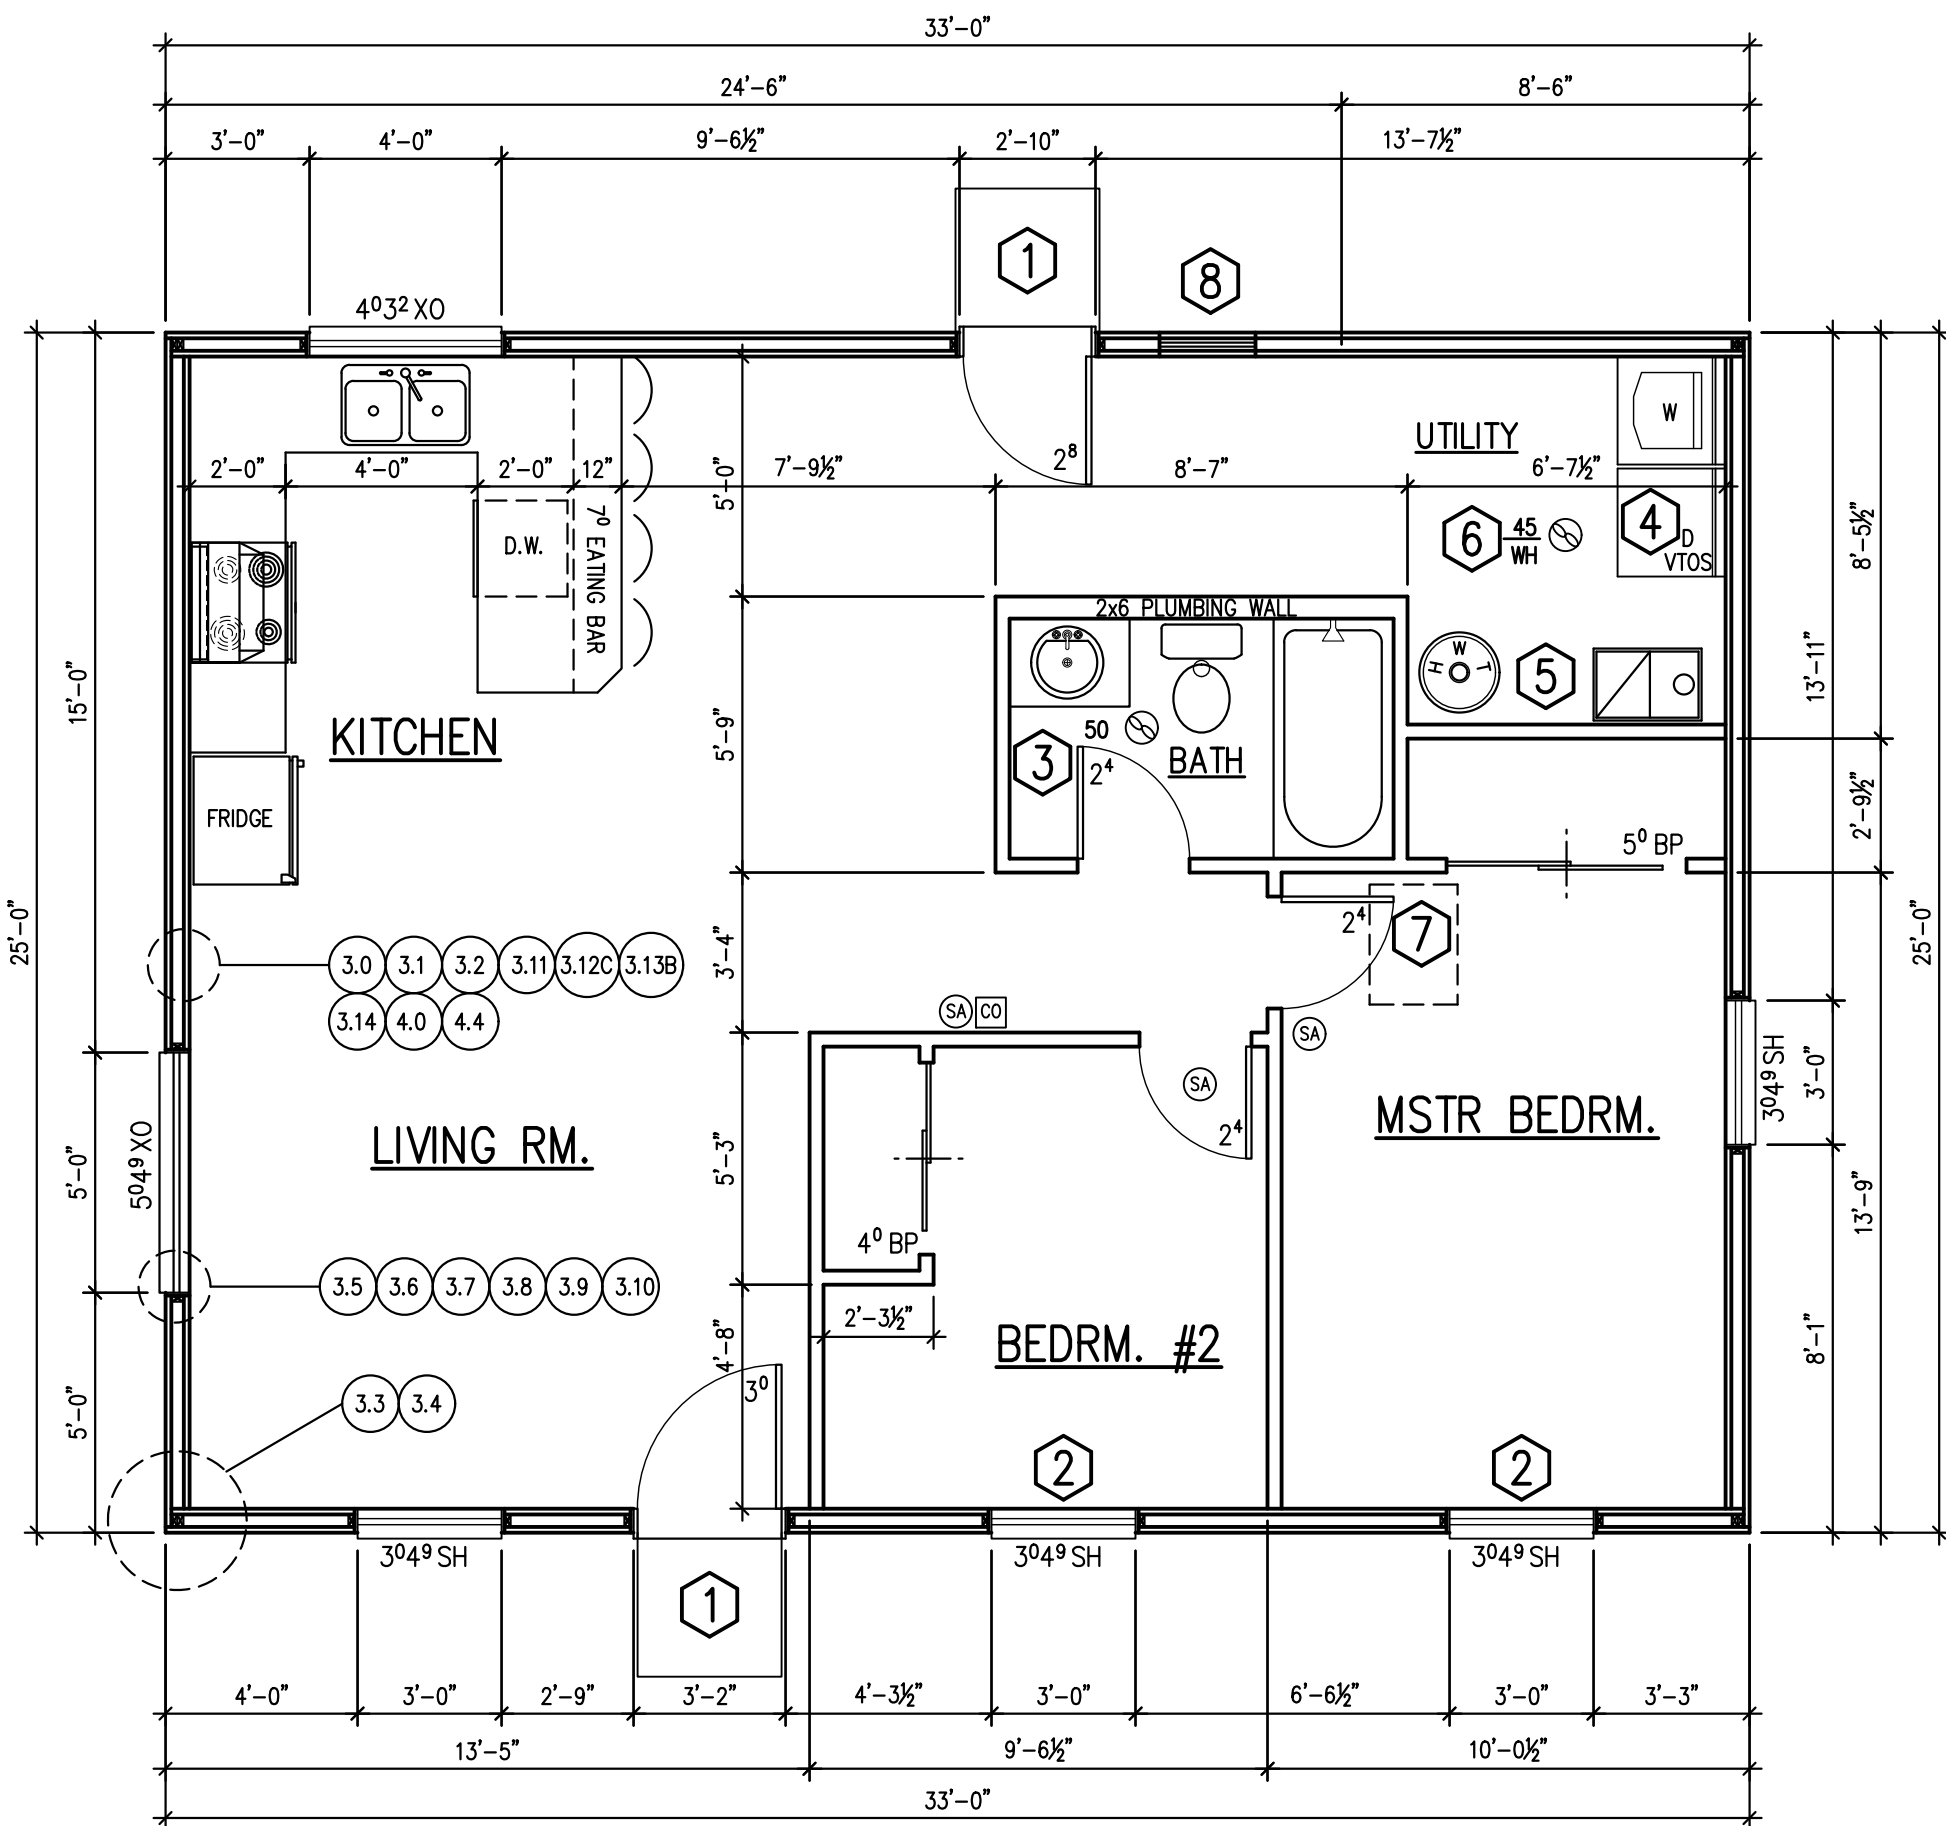 33'-0"
24'-6" 8'-6"
3'-0" 4'-0" 9'-6½" 2'-10" 13'-7½"
1
8
4⁰3² XO
W
UTILITY
2'-0" 4'-0" 2'-0" 12" 7'-9½" 2⁸ 8'-7" 6'-7½"
5'-0"
7⁰ EATING BAR
D.W.
6 45 WH
4 D
VTOS
8'-5½"
2x6 PLUMBING WALL
15'-0"
5'-9"
13'-11"
W
H T
5
KITCHEN
50
3 2⁴ BATH
FRIDGE
5⁰ BP
2'-9½"
25'-0"
25'-0"
3.0 3.1 3.2 3.11 3.12C 3.13B
3.14 4.0 4.4
3'-4"
2⁴ 7
SA CO
SA
SA
2⁴
3⁰4⁹ SH
3'-0"
MSTR BEDRM.
LIVING RM.
5⁰4⁹ XO
5'-0"
5'-3"
13'-9"
4⁰ BP
3.5 3.6 3.7 3.8 3.9 3.10
2'-3½"
4'-8"
BEDRM. #2
8'-1"
3⁰
5'-0"
3.3 3.4
2 2
3⁰4⁹ SH 3⁰4⁹ SH 3⁰4⁹ SH
1
4'-0" 3'-0" 2'-9" 3'-2" 4'-3½" 3'-0" 6'-6½" 3'-0" 3'-3"
13'-5" 9'-6½" 10'-0½"
33'-0"